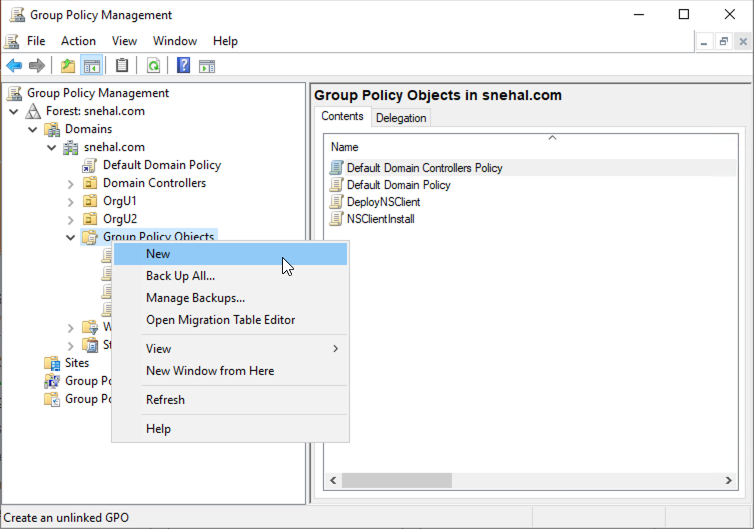 Group Policy Management
File Action View Window Help
Group Policy Management
Forest: snehal.com
Domains
snehal.com
Default Domain Policy
Domain Controllers
OrgU1
OrgU2
Group Policy Objects
New
Back Up All...
Manage Backups...
Open Migration Table Editor
View
New Window from Here
Refresh
Help
W
St
Sites
Group Po
Group Po
Group Policy Objects in snehal.com
Contents Delegation
Name
Default Domain Controllers Policy
Default Domain Policy
DeployNSClient
NSClientInstall
Create an unlinked GPO